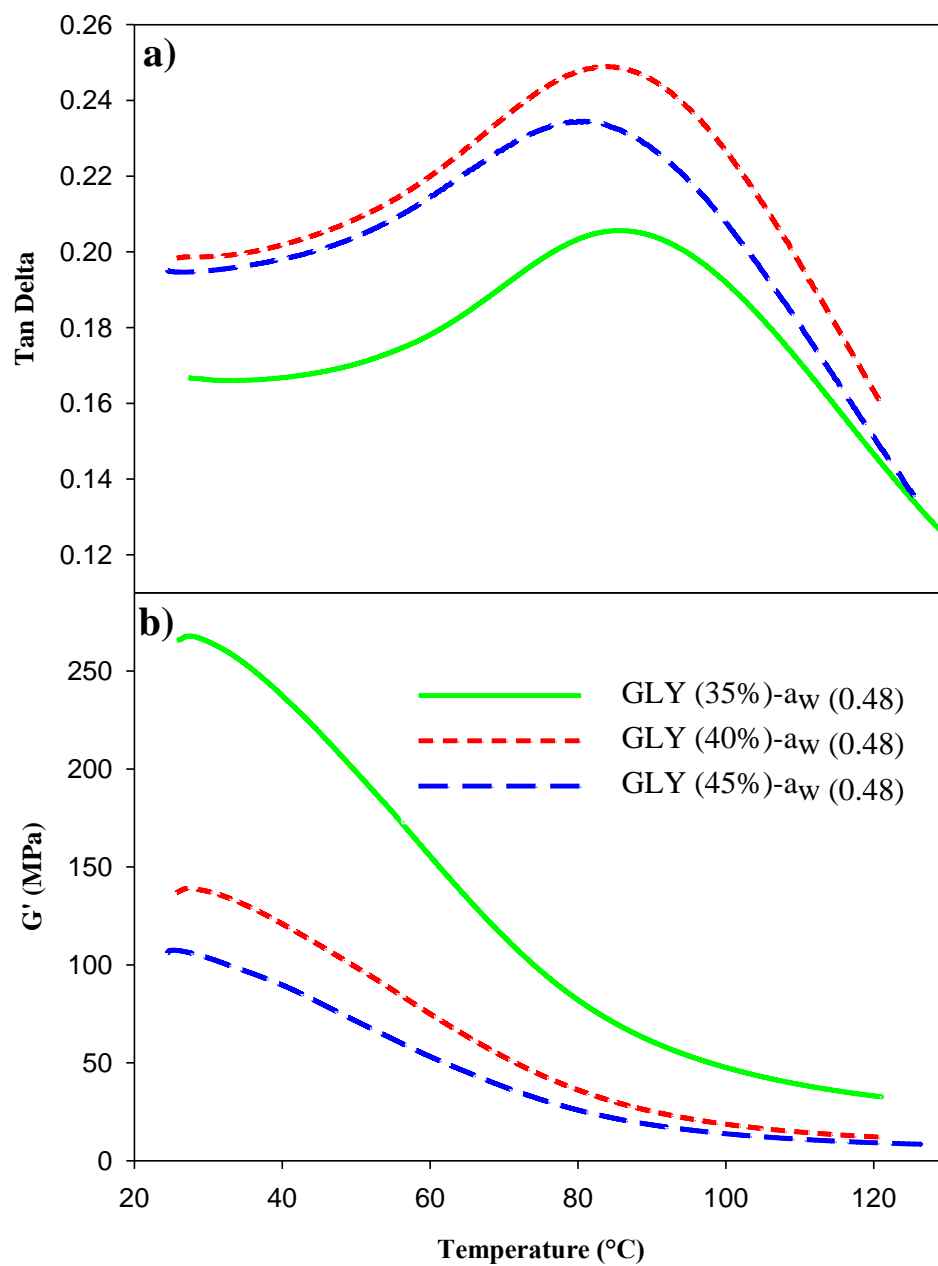 0.26
a)
0.24
0.22
0.20
0.18
0.16
0.14
0.12
Tan Delta
b)
250
200
150
100
50
0
G' (MPa)
GLY (35%)-aw (0.48)
GLY (40%)-aw (0.48)
GLY (45%)-aw (0.48)
20 40 60 80 100 120
Temperature (°C)